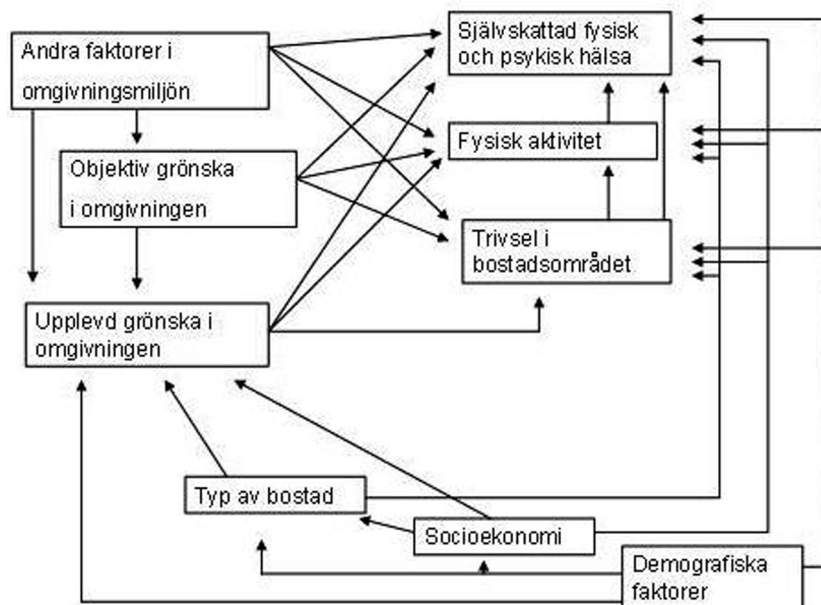 Andra faktorer i
omgivningsmiljön
Självskattad fysisk
och psykisk hälsa
Fysisk aktivitet
Objektiv grönska
i omgivningen
Trivsel i
bostadsområdet
Upplevd grönska i
omgivningen
Typ av bostad
Socioekonomi
Demografiska
faktorer